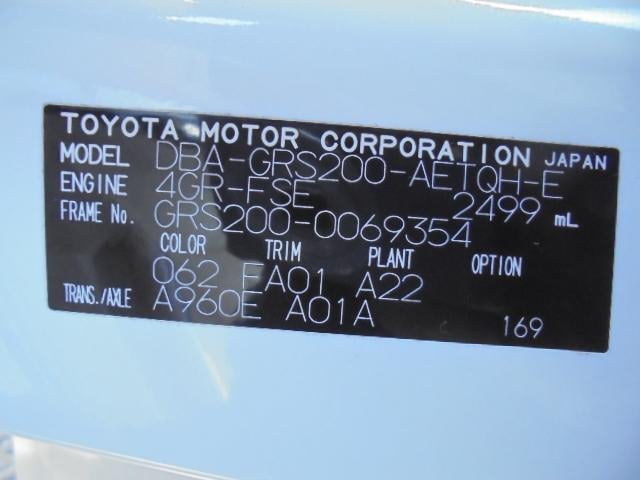 TOYOTA MOTOR CORPORATION JAPAN
MODEL DBA-GRS200-AETQH-E
ENGINE 4GR-FSE 2499 mL
FRAME No. GRS200-0069354
COLOR TRIM PLANT OPTION
062 FA01 A22
TRANS./AXLE A960E A01A
169